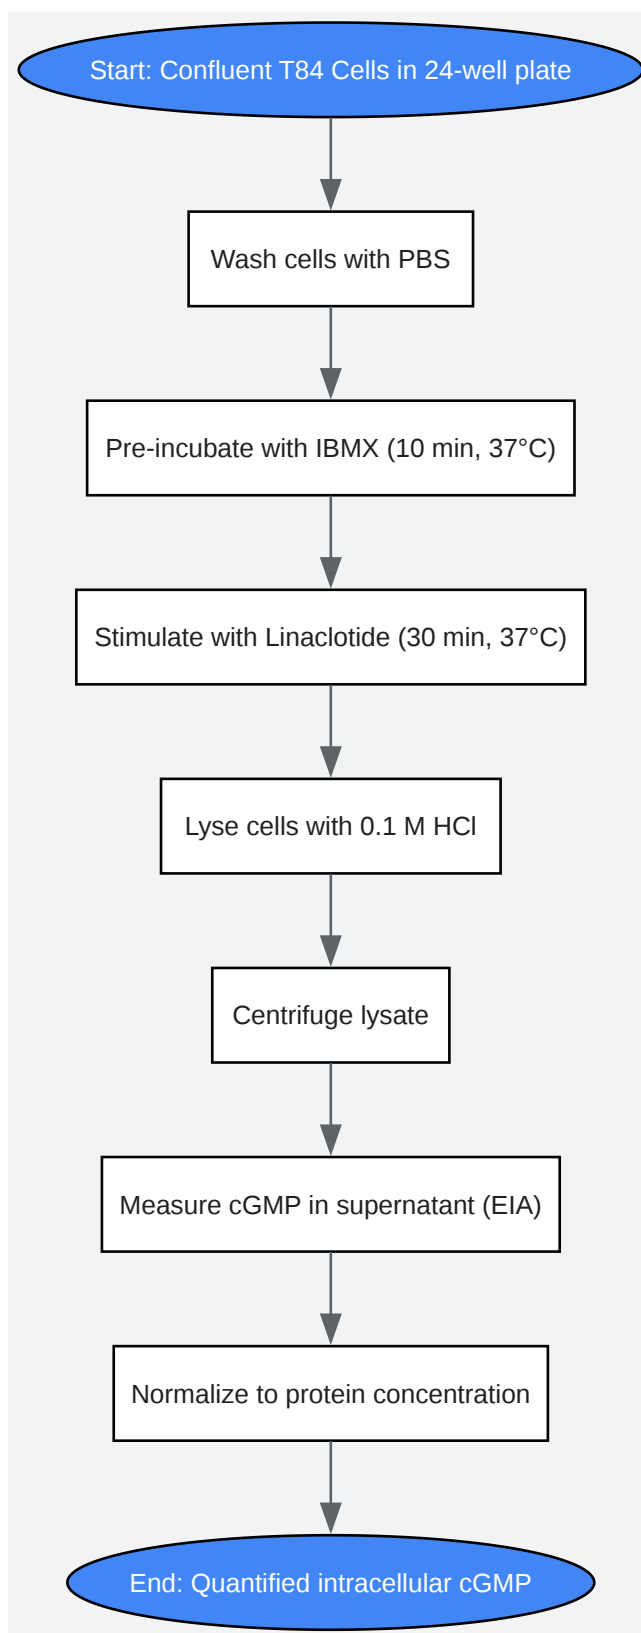 Start: Confluent T84 Cells in 24-well plate
Wash cells with PBS
Pre-incubate with IBMX (10 min, 37°C)
Stimulate with Linaclotide (30 min, 37°C)
Lyse cells with 0.1 M HCl
Centrifuge lysate
Measure cGMP in supernatant (EIA)
Normalize to protein concentration
End: Quantified intracellular cGMP